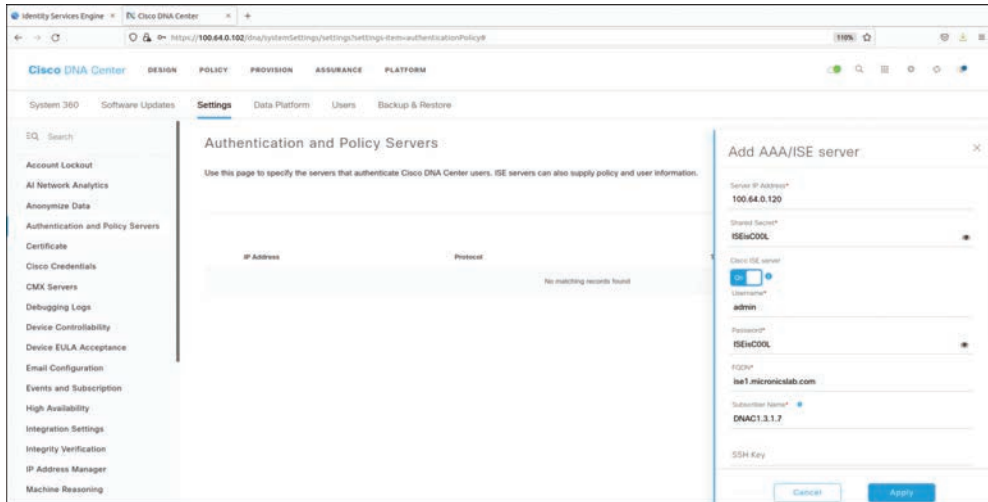 Identity Services Engine
Cisco DNA Center
https://100.64.0.102/dna/systemSettings/settings?settings-item=authenticationPolicy#
110%
Cisco DNA Center DESIGN POLICY PROVISION ASSURANCE PLATFORM
System 360 Software Updates Settings Data Platform Users Backup & Restore
Search
Account Lockout
AI Network Analytics
Anonymize Data
Authentication and Policy Servers
Certificate
Cisco Credentials
CMX Servers
Debugging Logs
Device Controllability
Device EULA Acceptance
Email Configuration
Events and Subscription
High Availability
Integration Settings
Integrity Verification
IP Address Manager
Machine Reasoning
Authentication and Policy Servers
Use this page to specify the servers that authenticate Cisco DNA Center users. ISE servers can also supply policy and user information.
IP Address Protocol T
No matching records found
Add AAA/ISE server
Server IP Address*
100.64.0.120
Shared Secret*
ISEisC00L
Cisco ISE server
On
Username*
admin
Password*
ISEisC00L
FQDN*
ise1.micronicslab.com
Subscriber Name*
DNAC1.3.1.7
SSH Key
Cancel Apply